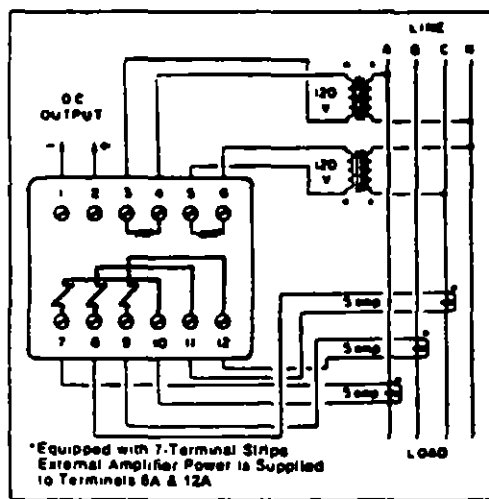 LINE
A B C N
DC
OUTPUT
- +
120
V
120
V
1 2 3 4 5 6
5 amp
5 amp
5 amp
7 8 9 10 11 12
LOAD
*Equipped with 7-Terminal Strips
External Amplifier Power is Supplied
to Terminals 6A & 12A